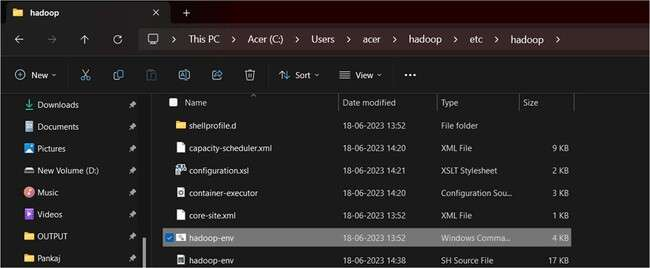 hadoop
This PC > Acer (C:) > Users > acer > hadoop > etc > hadoop >
New Sort View
Name Date modified Type Size
Downloads
Documents
Pictures
New Volume (D:)
Music
Videos
OUTPUT
Pankaj
shellprofile.d 18-06-2023 13:52 File folder
capacity-scheduler.xml 18-06-2023 14:20 XML File 9 KB
configuration.xsl 18-06-2023 14:21 XSLT Stylesheet 2 KB
container-executor 18-06-2023 14:20 Configuration Sou... 3 KB
core-site.xml 18-06-2023 13:52 XML File 1 KB
hadoop-env 18-06-2023 13:52 Windows Comma... 4 KB
hadoop-env 18-06-2023 14:38 SH Source File 17 KB